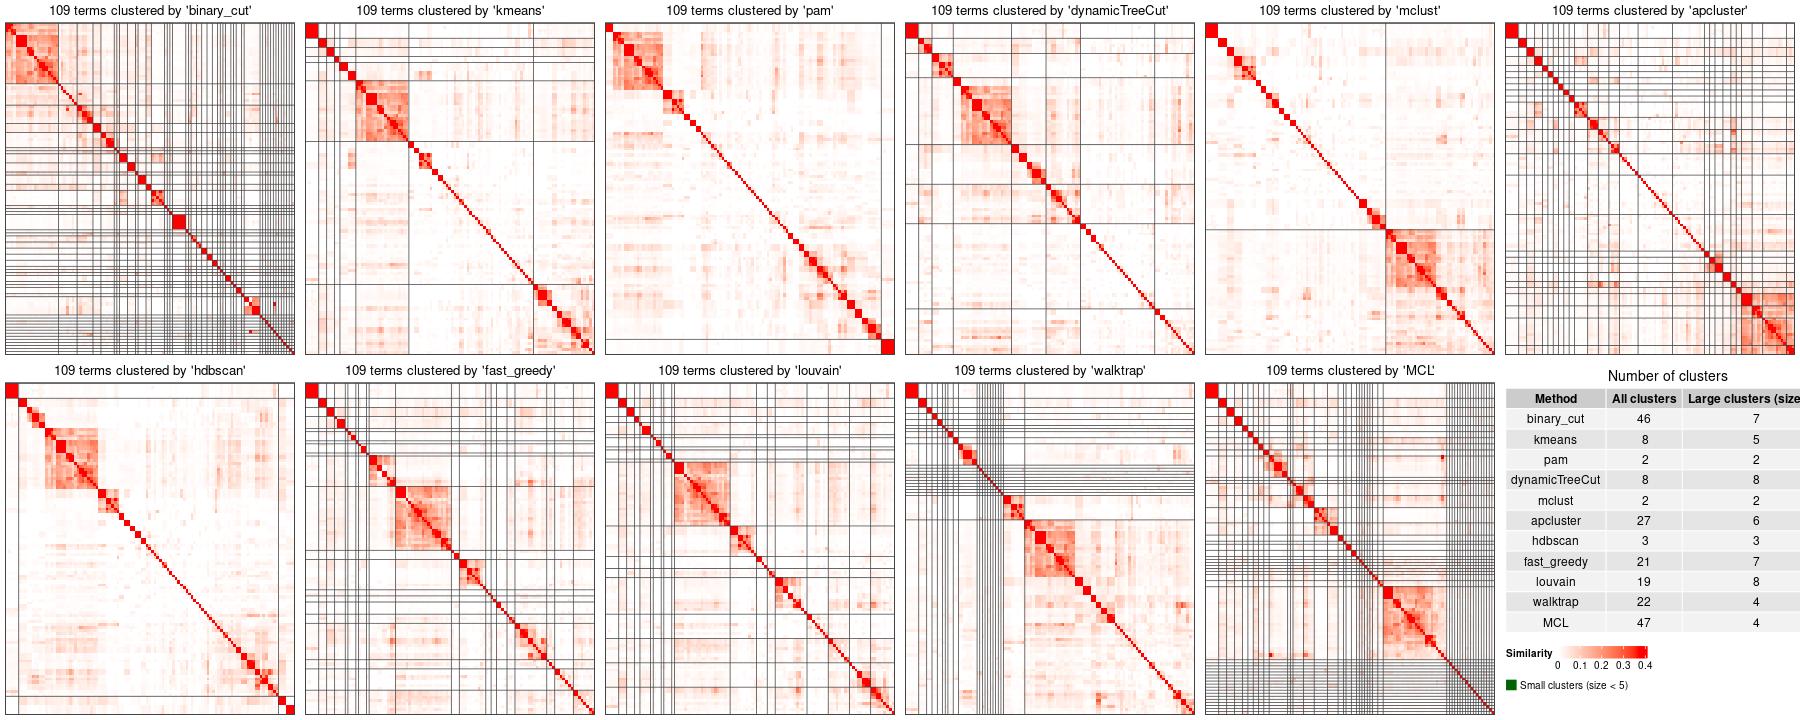 109 terms clustered by 'binary_cut'
109 terms clustered by 'kmeans'
109 terms clustered by 'pam'
109 terms clustered by 'dynamicTreeCut'
109 terms clustered by 'mclust'
109 terms clustered by 'apcluster'
109 terms clustered by 'hdbscan'
109 terms clustered by 'fast_greedy'
109 terms clustered by 'louvain'
109 terms clustered by 'walktrap'
109 terms clustered by 'MCL'
Number of clusters
Method All clusters Large clusters (size
binary_cut 46 7
kmeans 8 5
pam 2 2
dynamicTreeCut 8 8
mclust 2 2
apcluster 27 6
hdbscan 3 3
fast_greedy 21 7
louvain 19 8
walktrap 22 4
MCL 47 4
Similarity
0 0.1 0.2 0.3 0.4
Small clusters (size < 5)